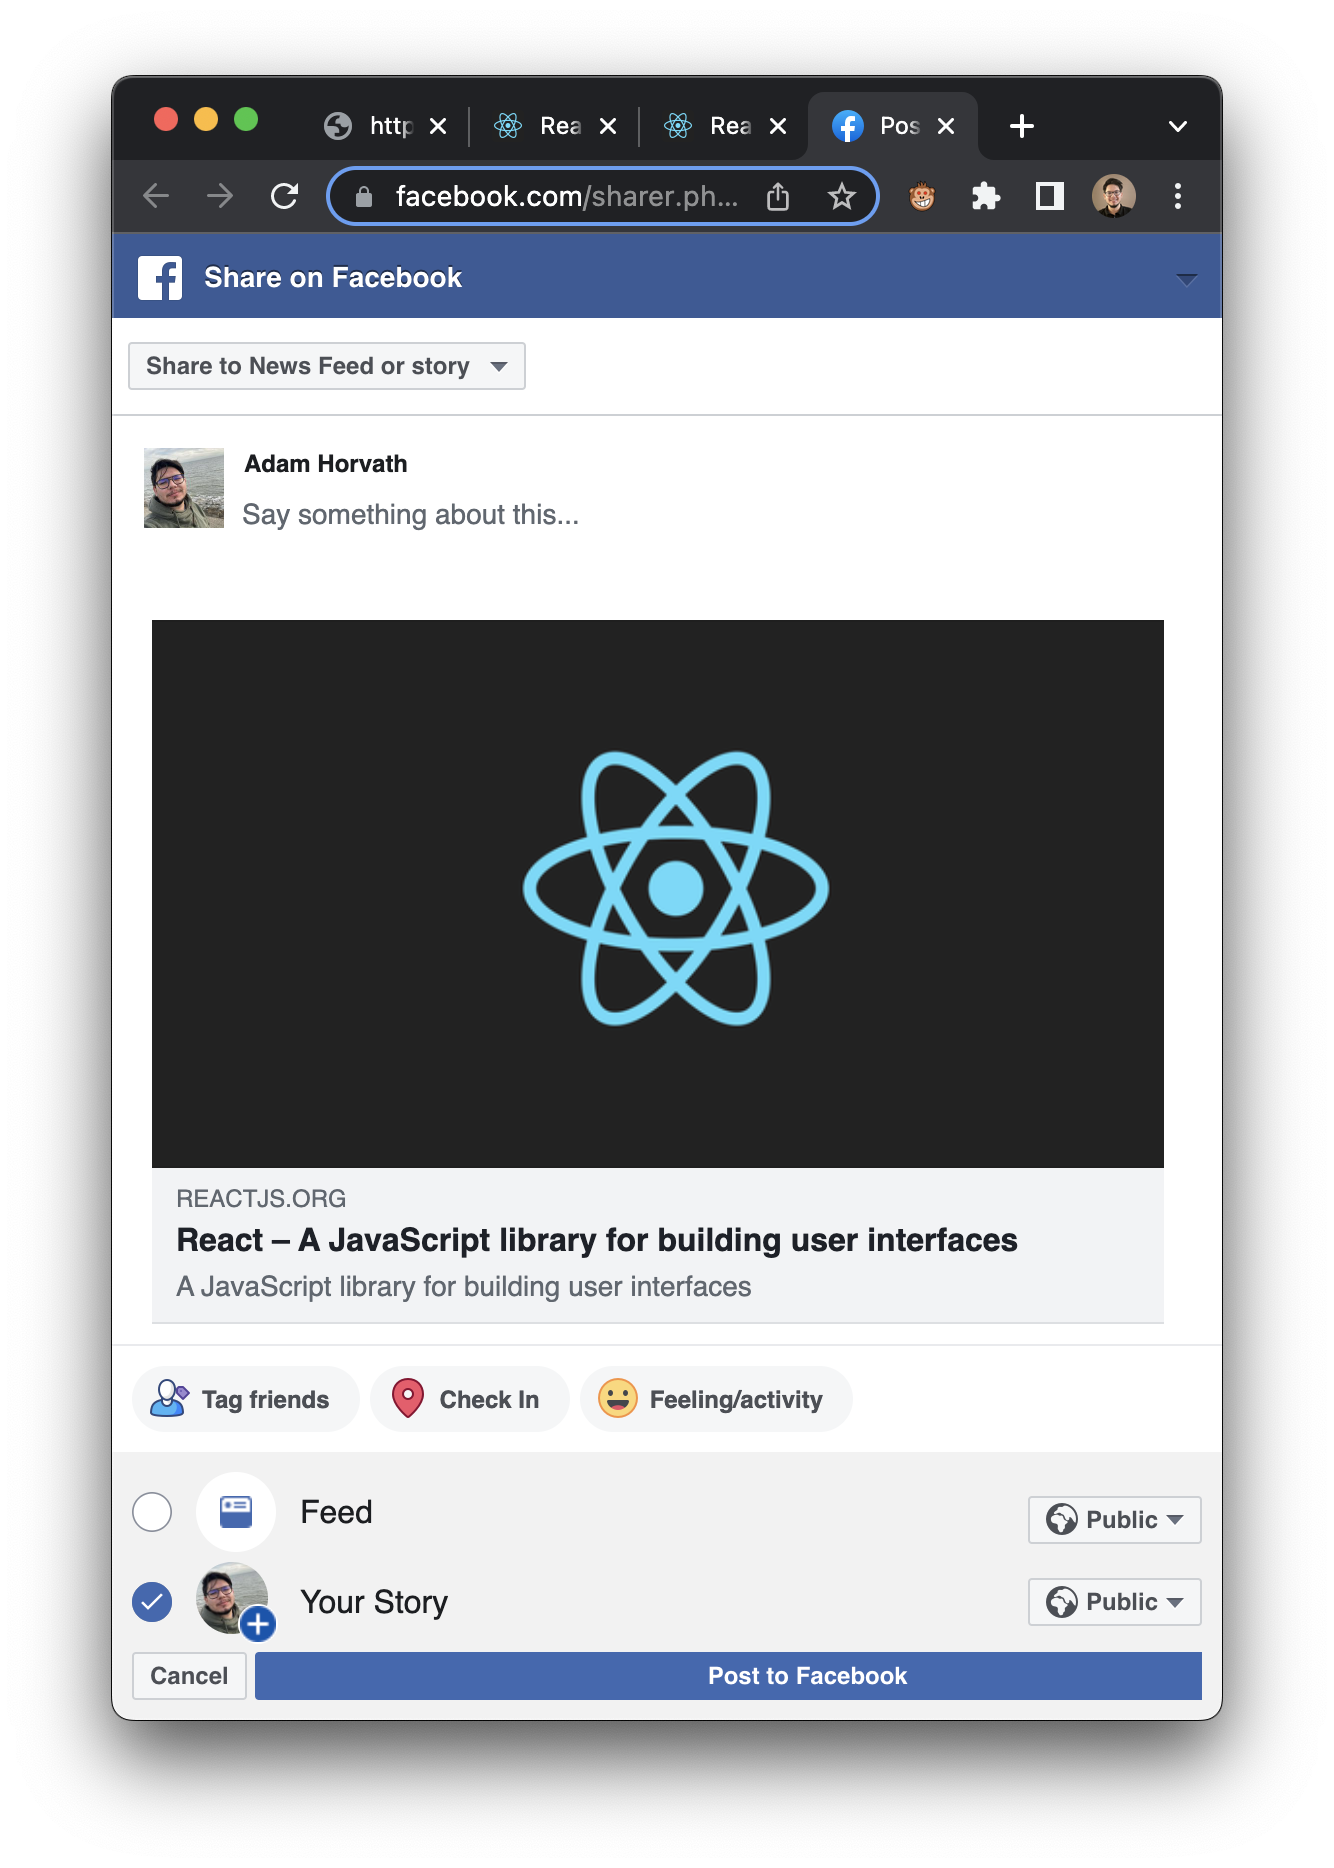 http
Rea
Rea
Pos
facebook.com/sharer.ph...
Share on Facebook
Share to News Feed or story
Adam Horvath
Say something about this...
REACTJS.ORG
React – A JavaScript library for building user interfaces
A JavaScript library for building user interfaces
Tag friends
Check In
Feeling/activity
Feed
Public
Your Story
Public
Cancel
Post to Facebook